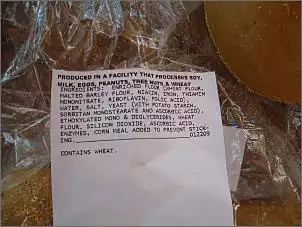 PRODUCED IN A FACILITY THAT PROCESSES SOY,
MILK, EGGS, PEANUTS, TREE NUTS & WHEAT
INGREDIENTS: ENRICHED FLOUR (WHEAT FLOUR,
MALTED BARLEY FLOUR, NIACIN, IRON, THIAMIN
MONONITRATE, RIBOFLAVIN, FOLIC ACID),
WATER, SALT, YEAST (WITH POTATO STARCH,
SORBITAN MONOSTEARATE AND ASCORBIC ACID),
ETHOXYLATED MONO & DIGLYCERIDES, WHEAT
FLOUR, SILICON DIOXIDE, ASCORBIC ACID,
ENZYMES, CORN MEAL ADDED TO PREVENT STICK-
ING, 012209
CONTAINS WHEAT.